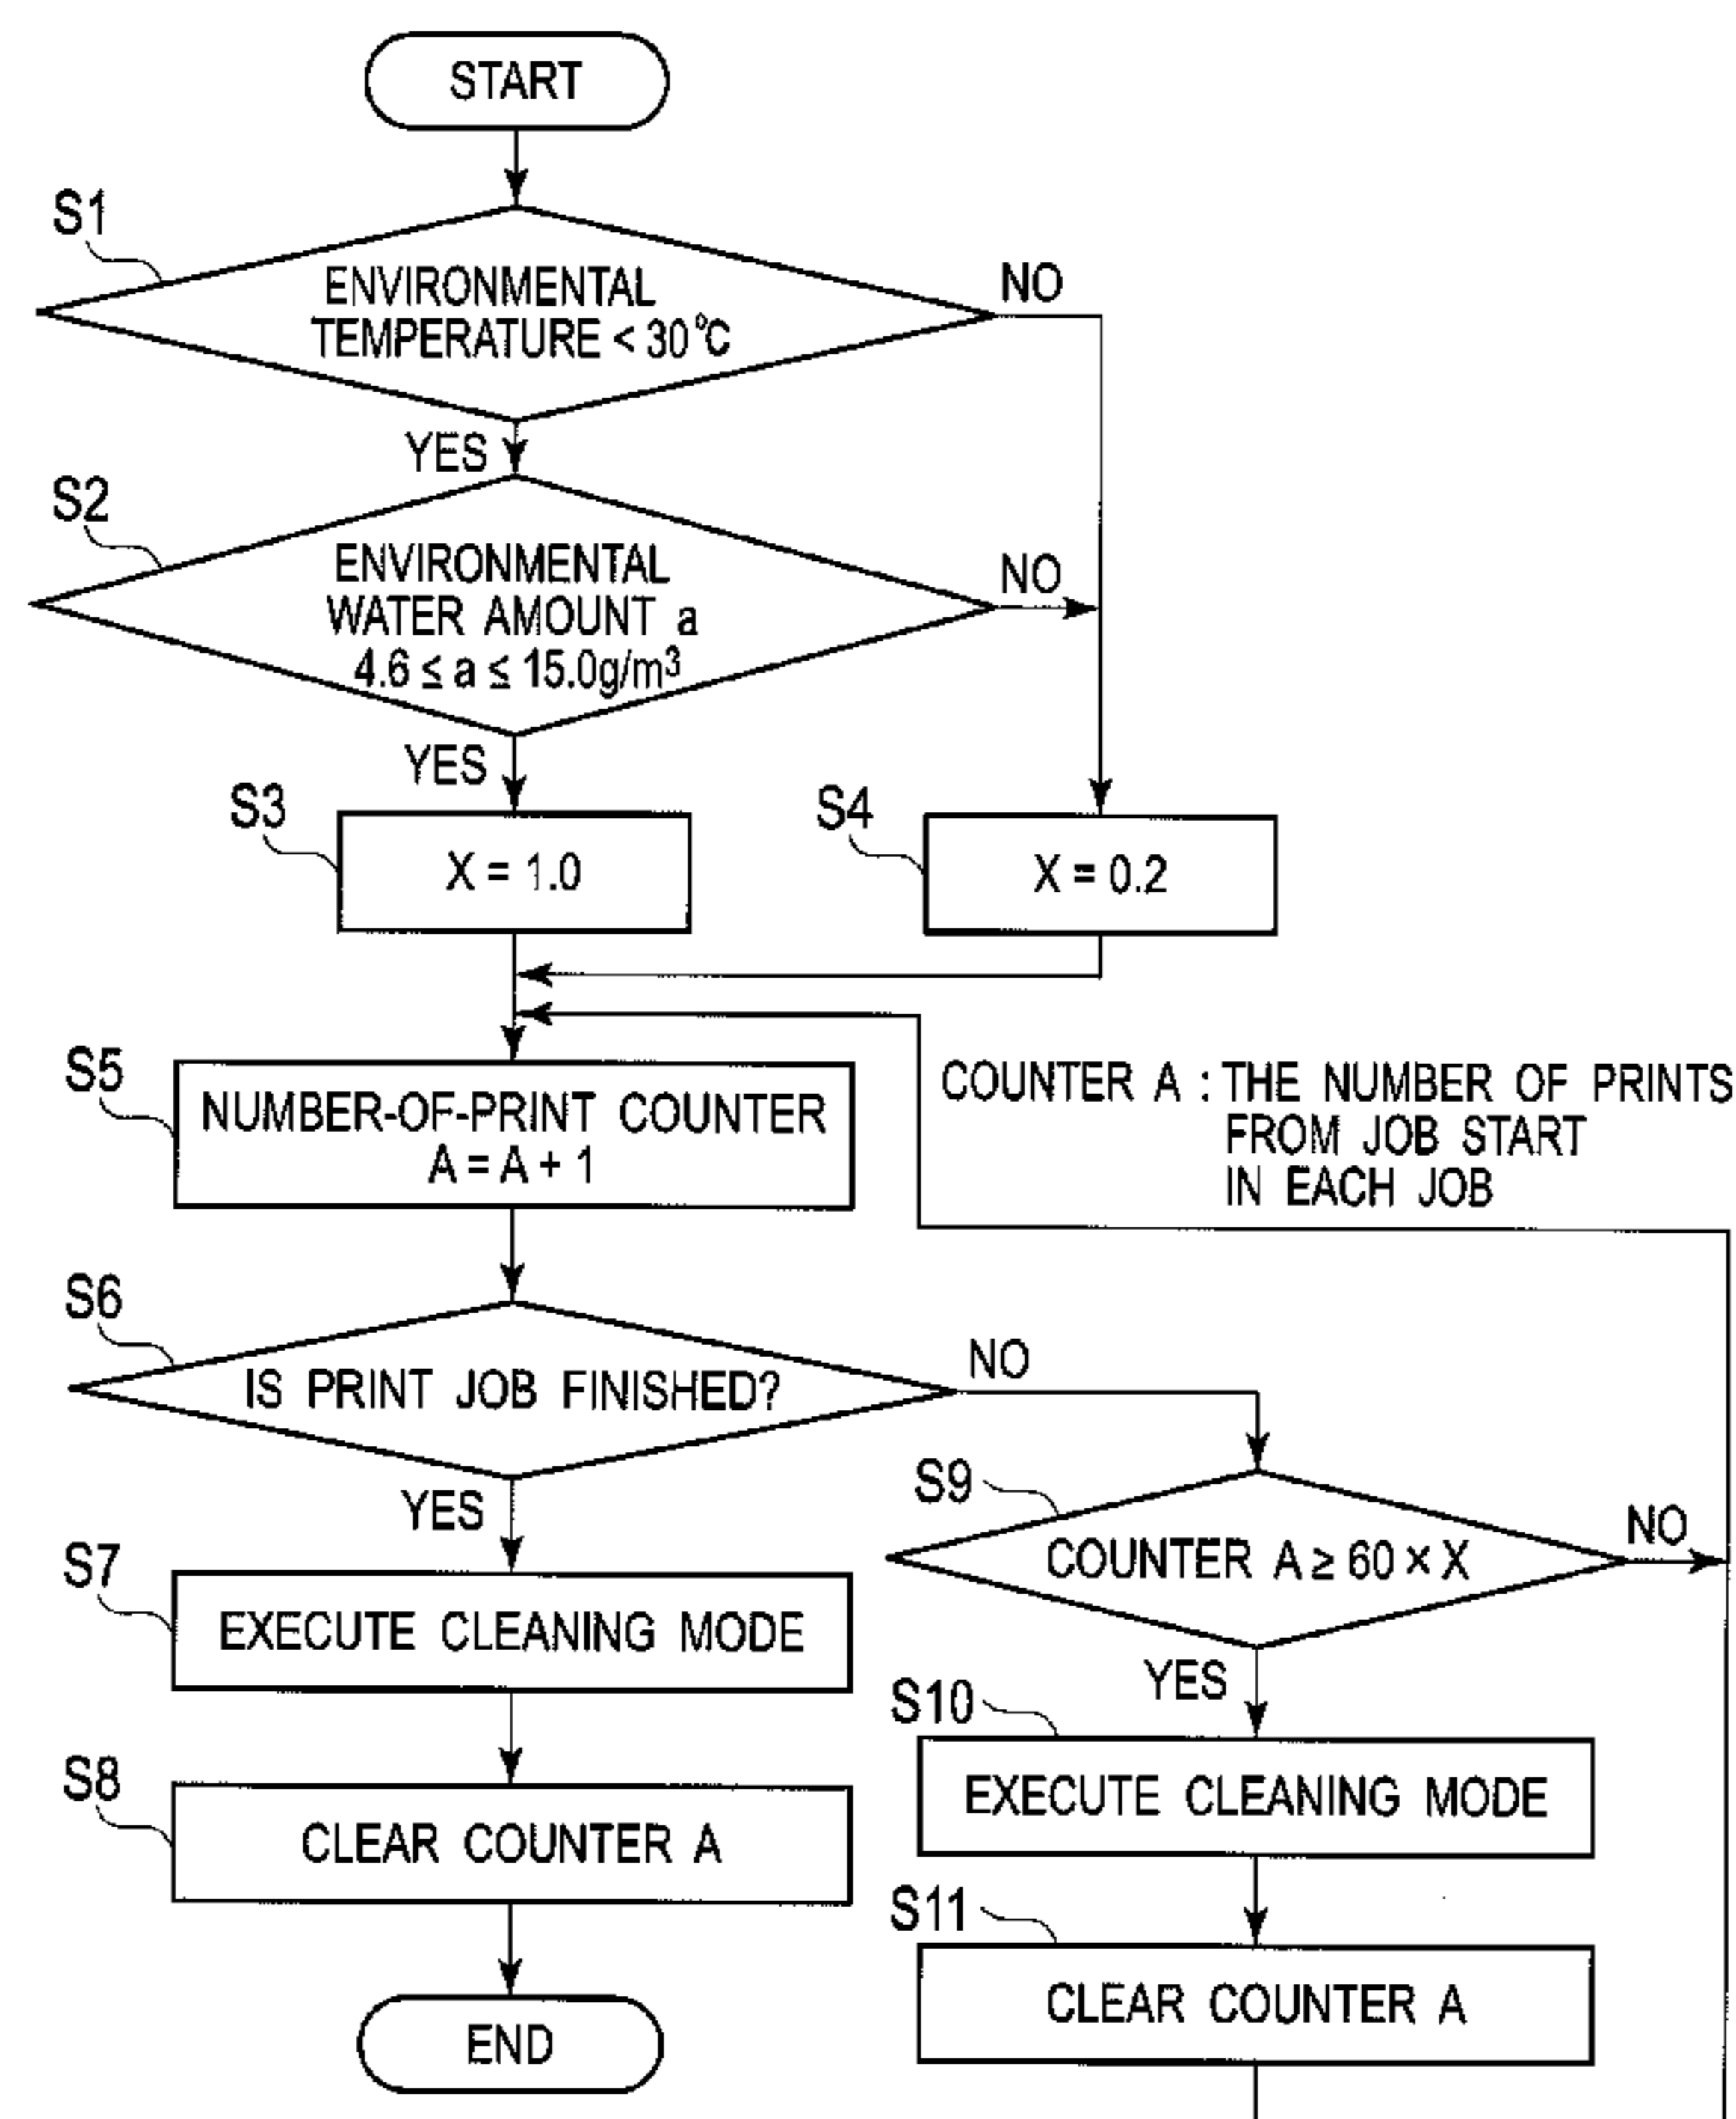 START
S1
ENVIRONMENTAL
TEMPERATURE < 30°C
NO
YES
S2
ENVIRONMENTAL
WATER AMOUNT a
4.6 ≤ a ≤ 15.0g/m³
NO
YES
S3
X = 1.0
S4
X = 0.2
S5
NUMBER-OF-PRINT COUNTER
A = A + 1
COUNTER A : THE NUMBER OF PRINTS
FROM JOB START
IN EACH JOB
S6
IS PRINT JOB FINISHED?
NO
YES
S9
COUNTER A ≥ 60 × X
NO
YES
S7
EXECUTE CLEANING MODE
S10
EXECUTE CLEANING MODE
S8
CLEAR COUNTER A
S11
CLEAR COUNTER A
END